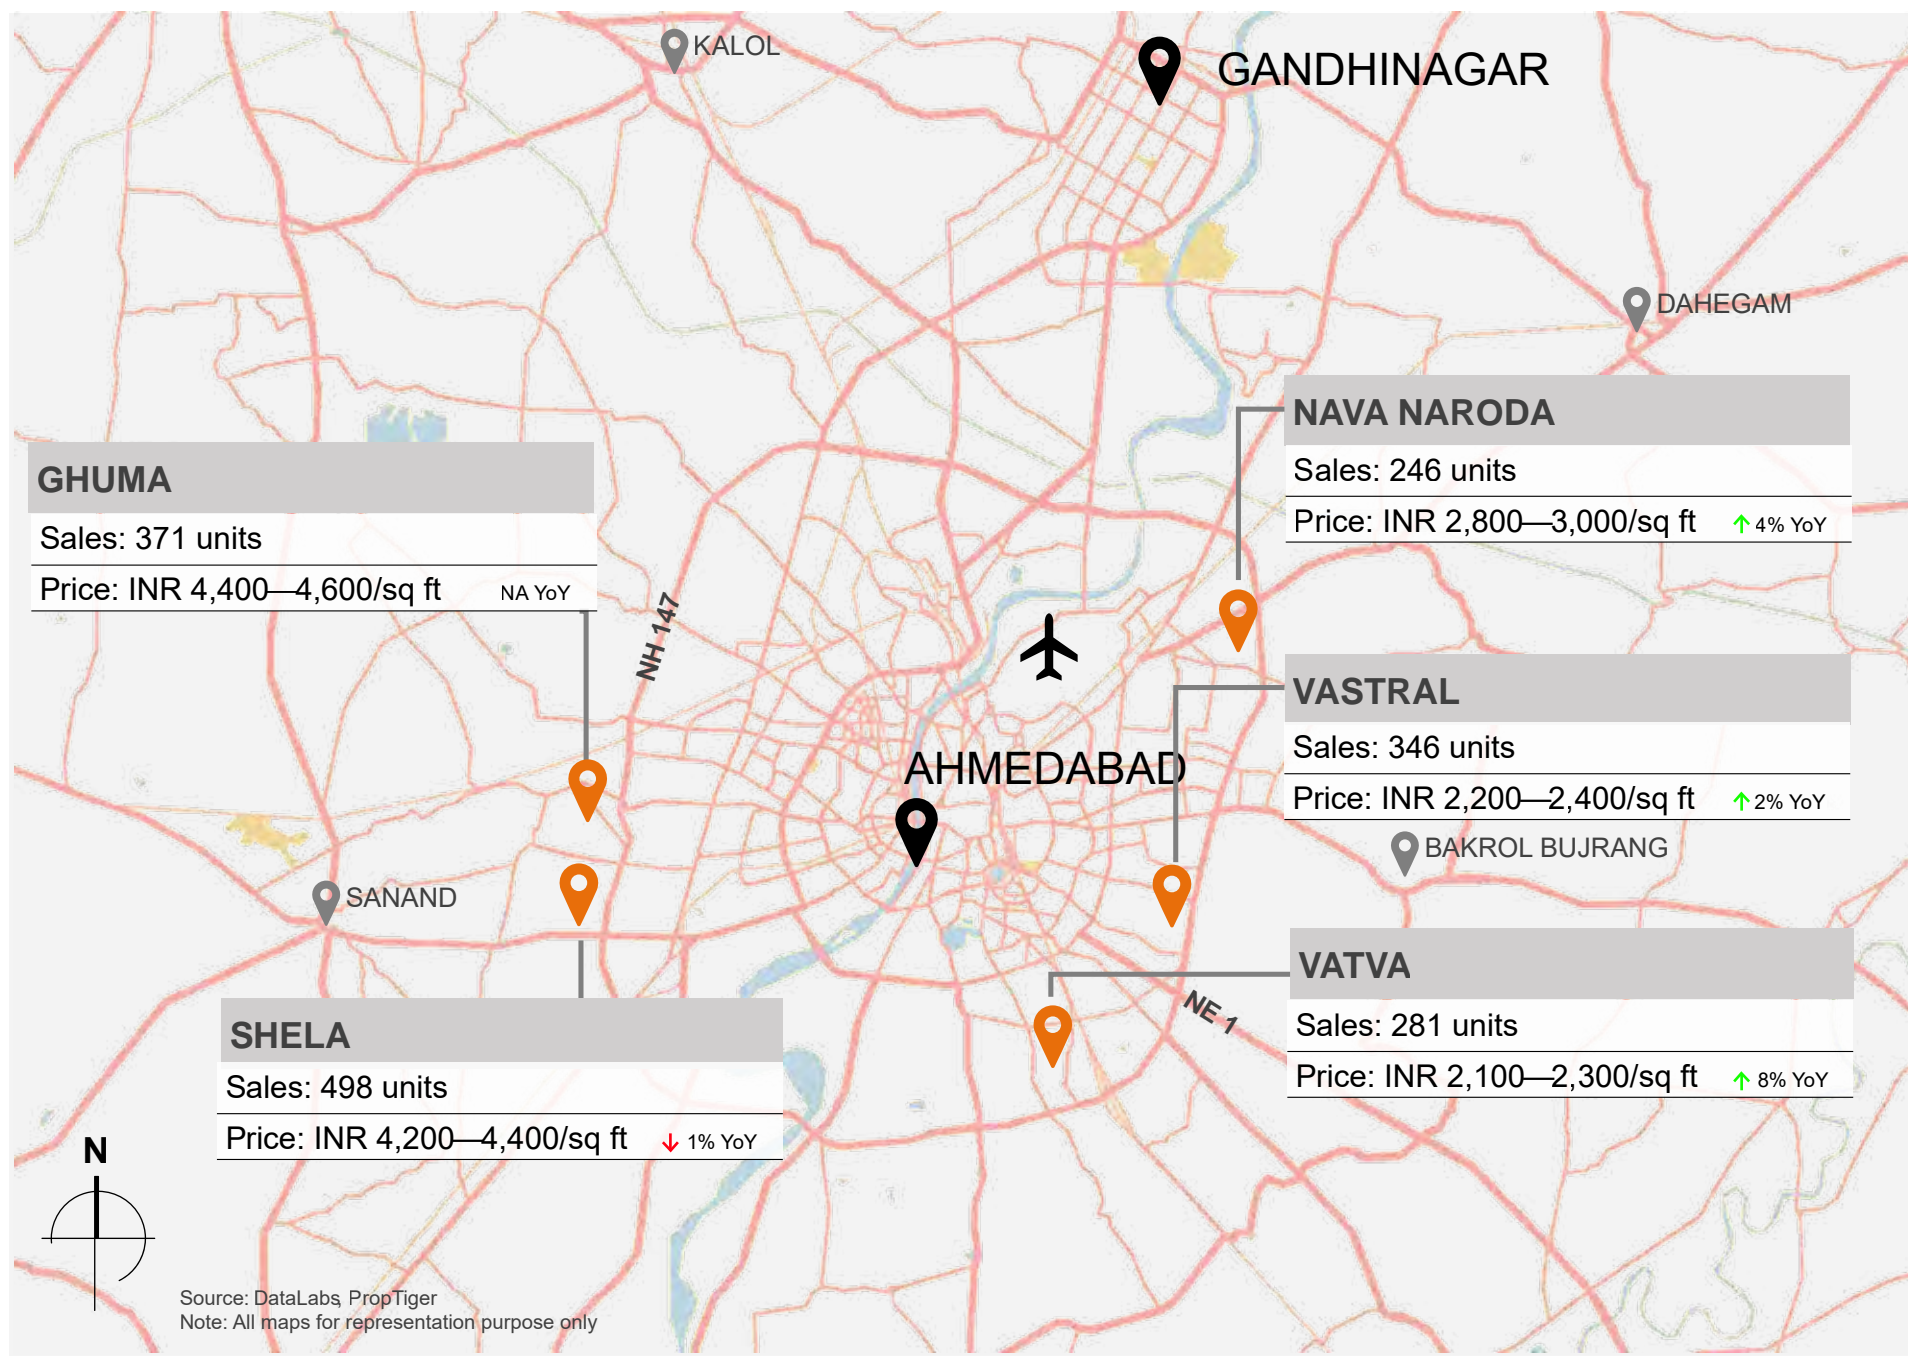 KALOL
GANDHINAGAR
DAHEGAM
NAVA NARODA
Sales: 246 units
Price: INR 2,800—3,000/sq ft 4% YoY
GHUMA
Sales: 371 units
Price: INR 4,400—4,600/sq ft NA YoY
NH 147
VASTRAL
Sales: 346 units
Price: INR 2,200—2,400/sq ft 2% YoY
AHMEDABAD
BAKROL BUJRANG
SANAND
VATVA
Sales: 281 units
Price: INR 2,100—2,300/sq ft 8% YoY
NE 1
SHELA
Sales: 498 units
Price: INR 4,200—4,400/sq ft 1% YoY
N
Source: DataLabs, PropTiger
Note: All maps for representation purpose only